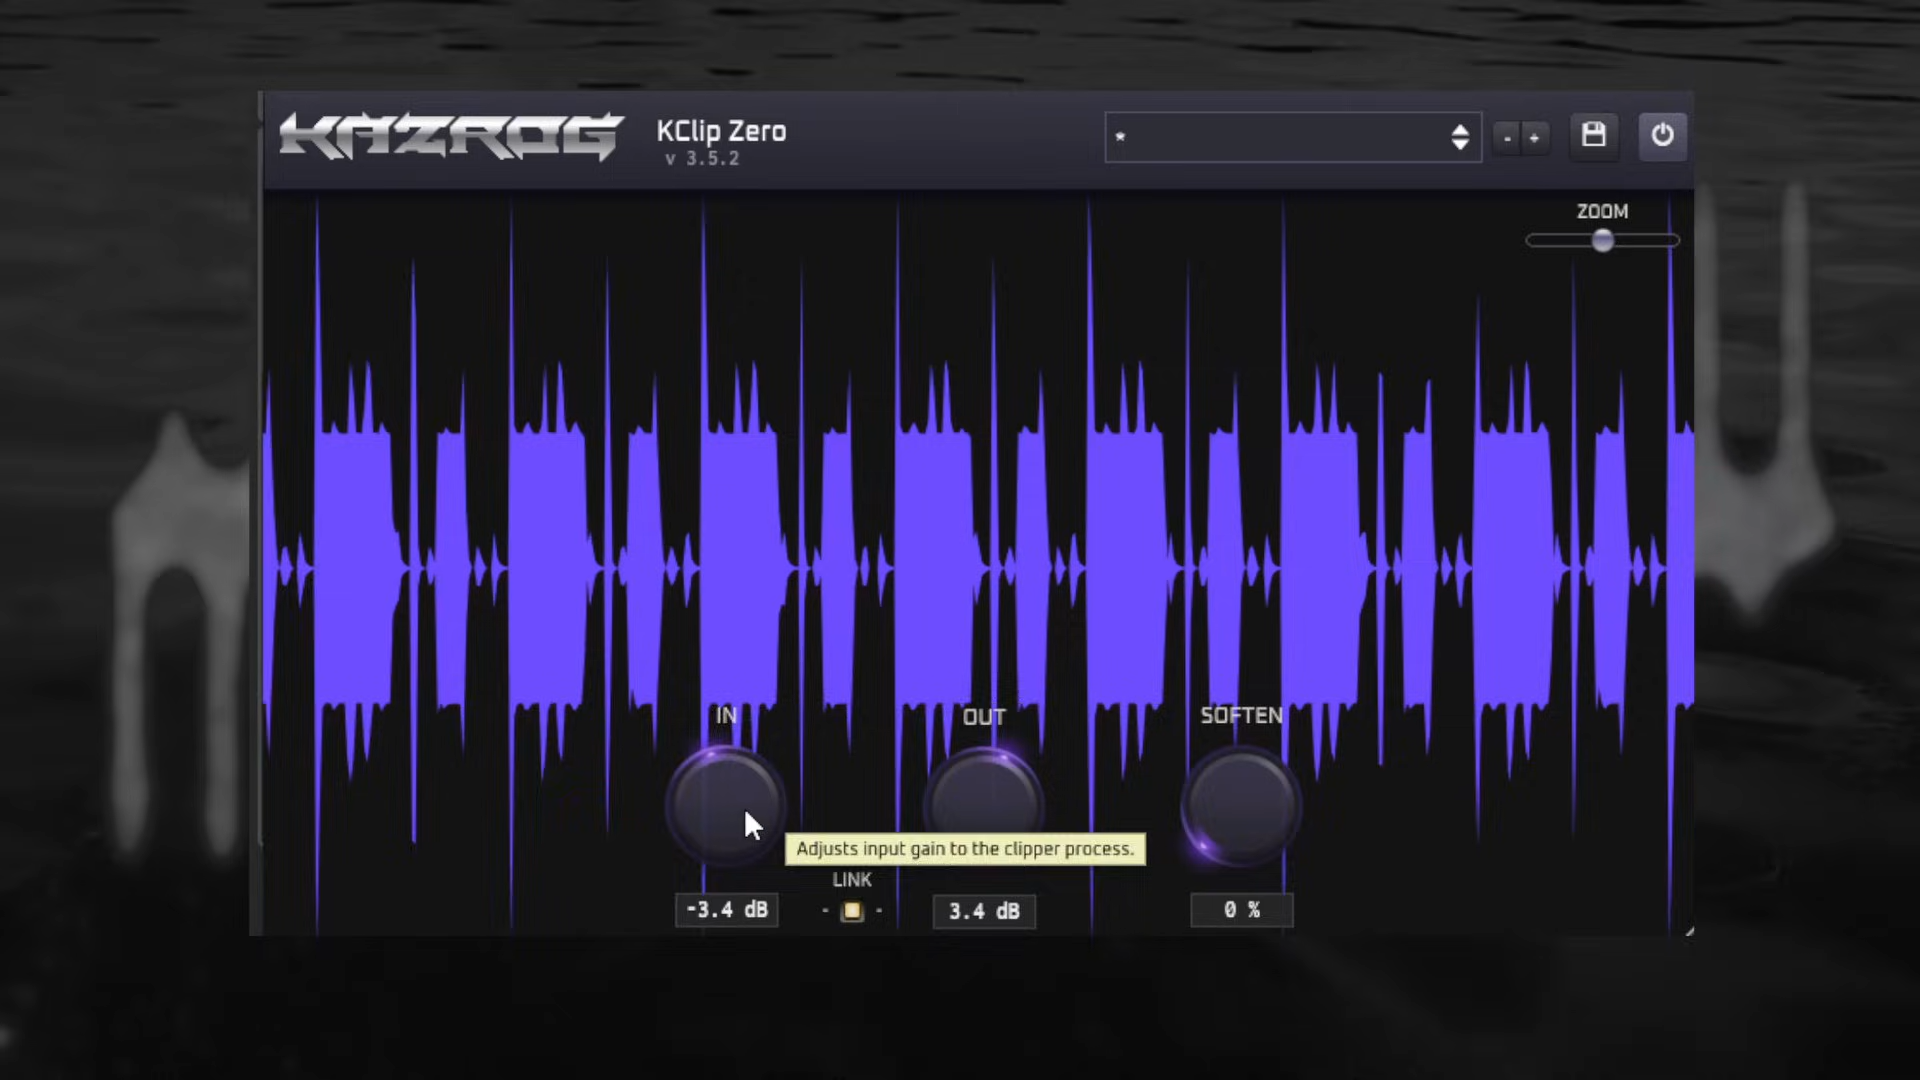 KAZROG
KClip Zero
v 3.5.2
*
- +
ZOOM
IN
OUT
SOFTEN
Adjusts input gain to the clipper process.
LINK
- -
-3.4 dB
3.4 dB
0 %